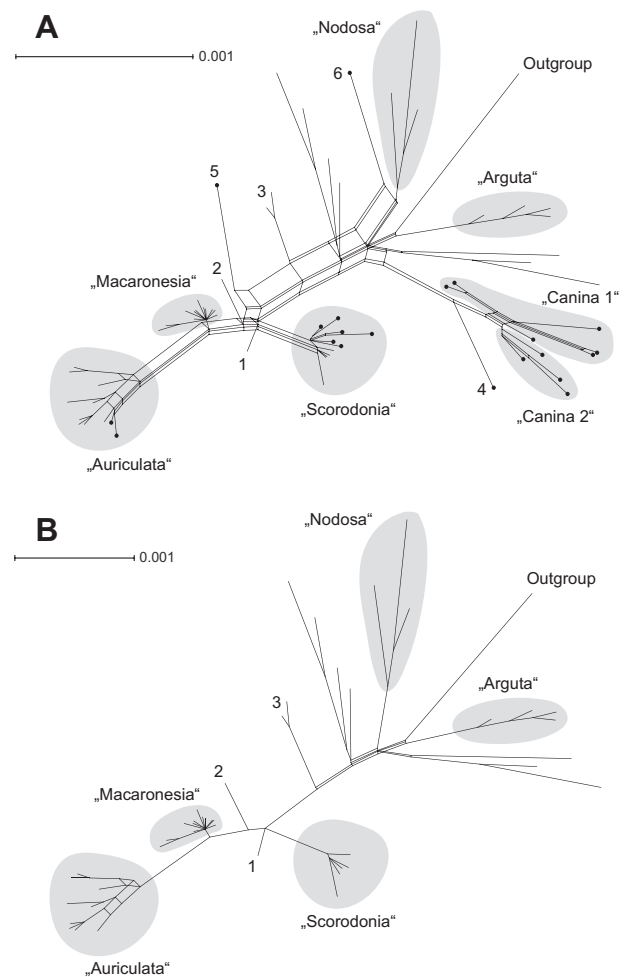 A
0.001
„Nodosa“
6
Outgroup
5
3
„Arguta“
2
„Macaronesia“
„Canina 1“
1
4
„Scorodonia“
„Canina 2“
„Auriculata“
B
„Nodosa“
0.001
Outgroup
„Arguta“
3
2
„Macaronesia“
1
„Scorodonia“
„Auriculata“